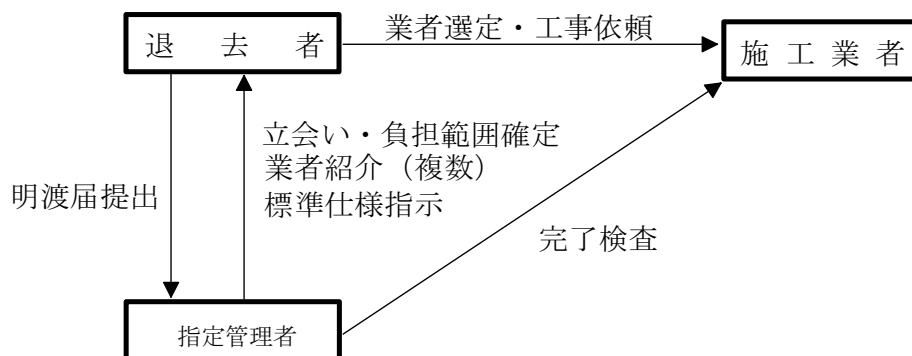 退去者
業者選定・工事依頼
施工業者
立会い・負担範囲確定
業者紹介（複数）
標準仕様指示
明渡届提出
完了検査
指定管理者